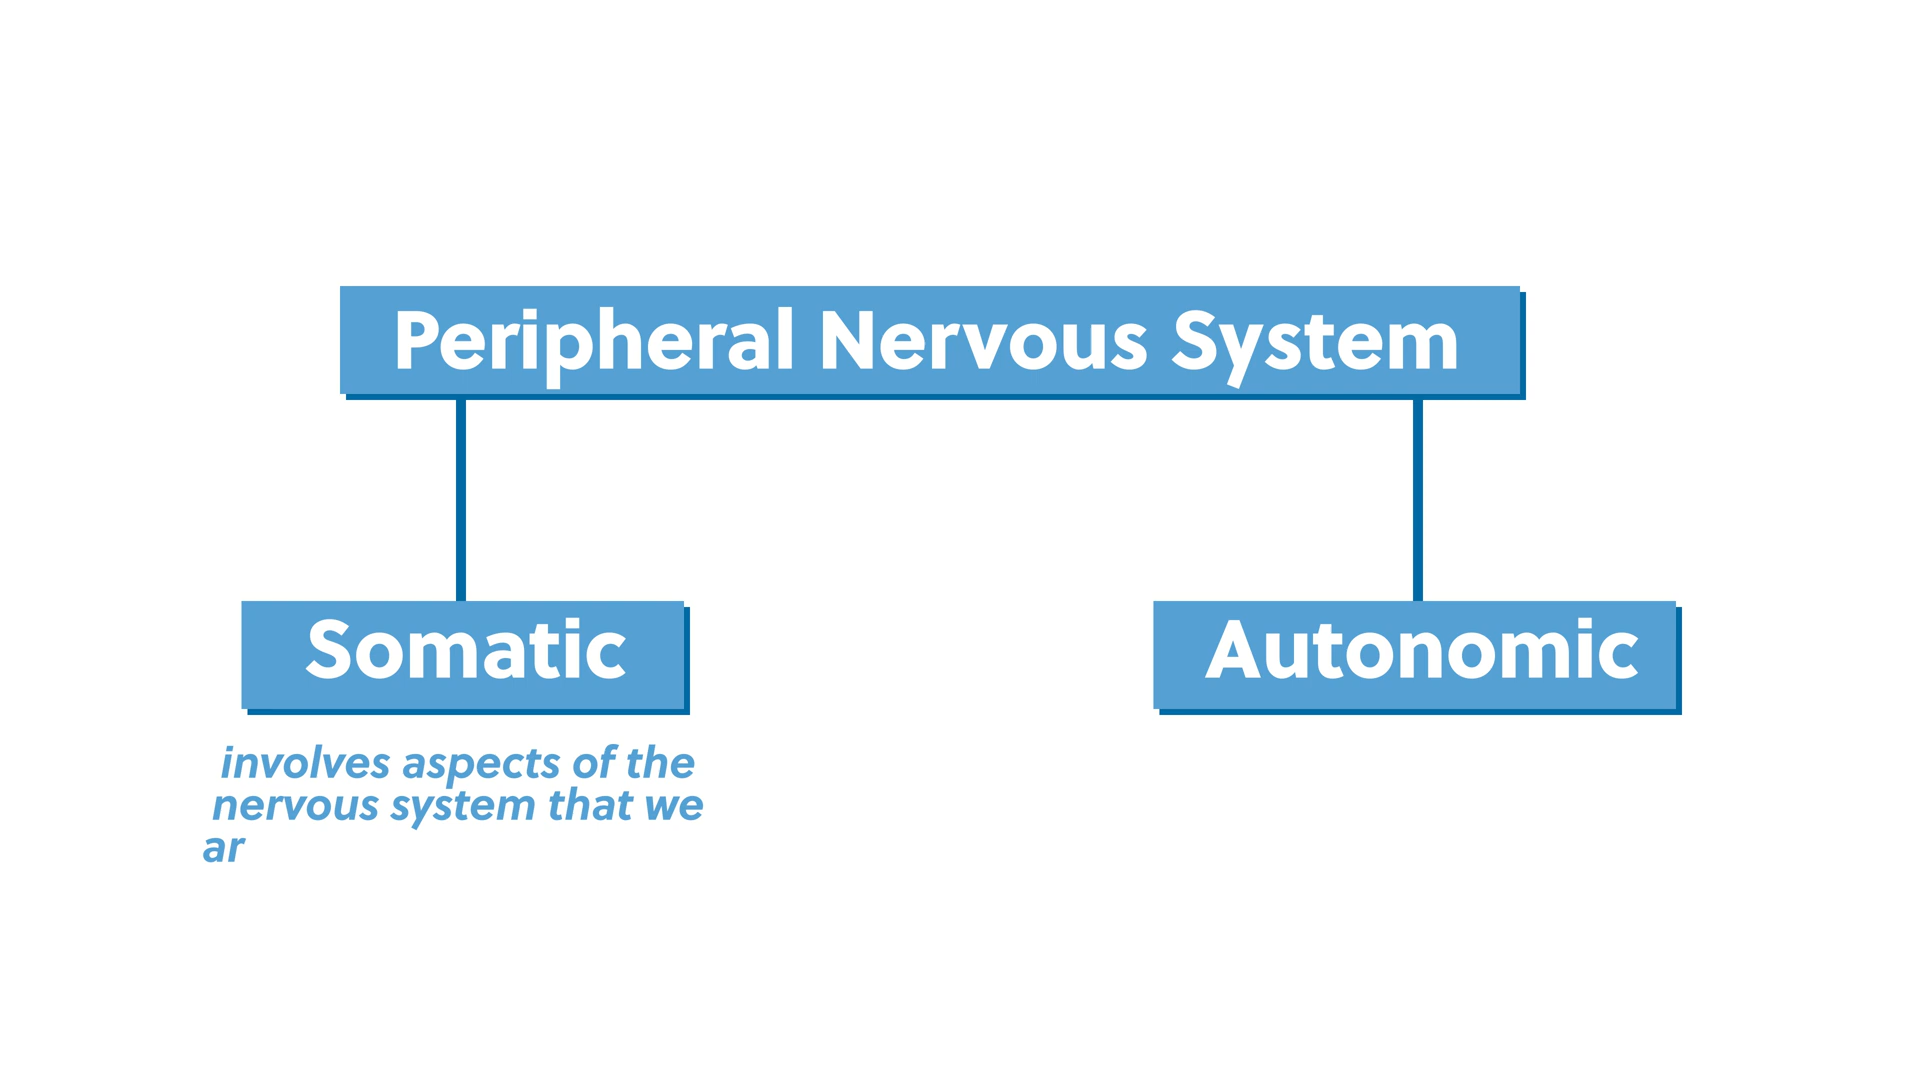 Peripheral Nervous System
Somatic
Autonomic
involves aspects of the
nervous system that we
ar